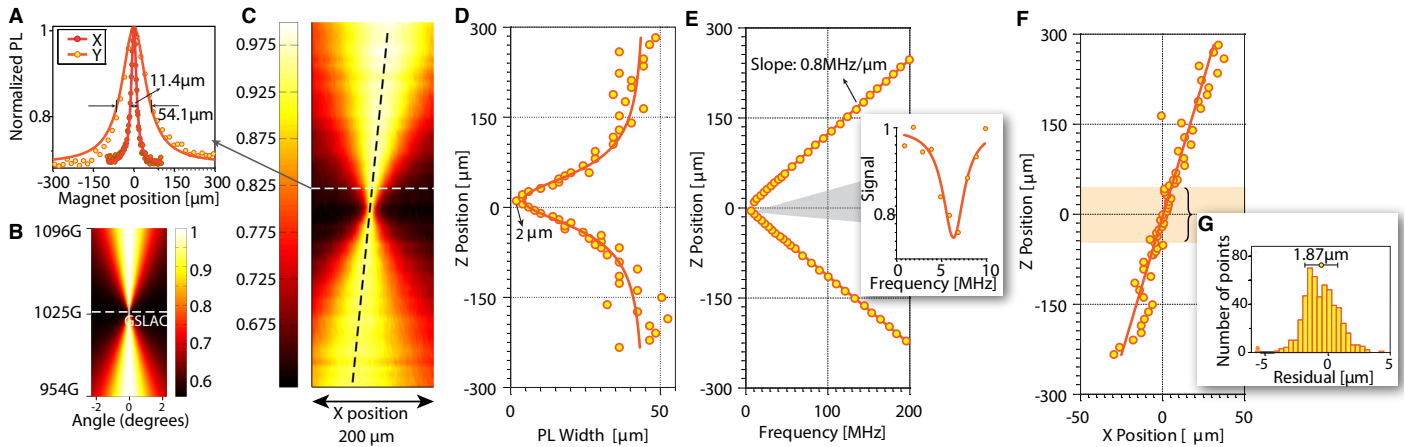 A
Normalized PL
1
0.8
X
Y
11.4μm
54.1μm
-300 -150 0 150 300
Magnet position [μm]
B
1096G
1025G
954G
GSLAC
1
0.9
0.8
0.7
0.6
-2 0 2
Angle (degrees)
C
0.975
0.925
0.875
0.825
0.775
0.725
0.675
X position
200 μm
D
Z Position [μm]
300
150
0
-150
-300
2 μm
0 50
PL Width [μm]
E
Z Position [μm]
300
150
0
-150
-300
Slope: 0.8MHz/μm
0 100 200
Frequency [MHz]
Signal
1
0.8
0 5 10
Frequency [MHz]
F
Z Position [μm]
300
150
0
-150
-300
-50 0 50
X Position [μm]
G
Number of points
80
40
0
1.87μm
-5 0 5
Residual [μm]